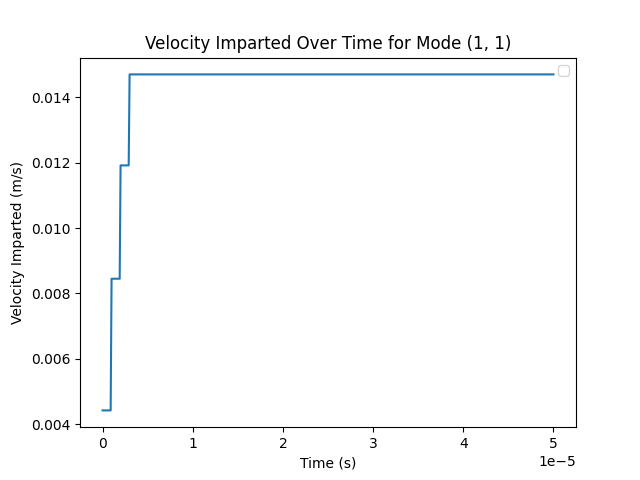 Velocity Imparted Over Time for Mode (1, 1)
Velocity Imparted (m/s)
0.014
0.012
0.010
0.008
0.006
0.004
0 1 2 3 4 5
1e−5
Time (s)